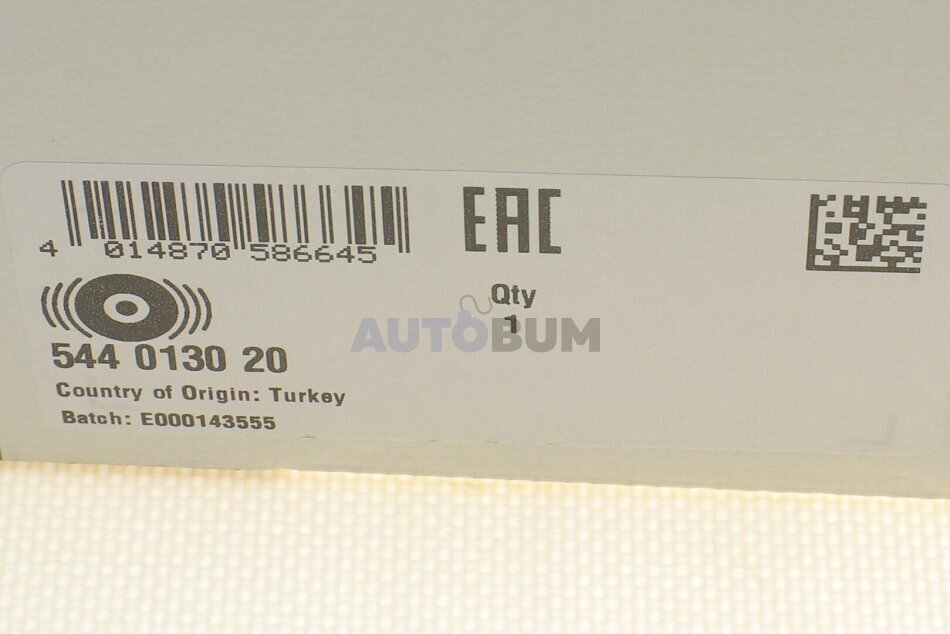 4 014870 586645
EAC
Qty
1
AUTOBUM
544 0130 20
Country of Origin: Turkey
Batch: E000143555